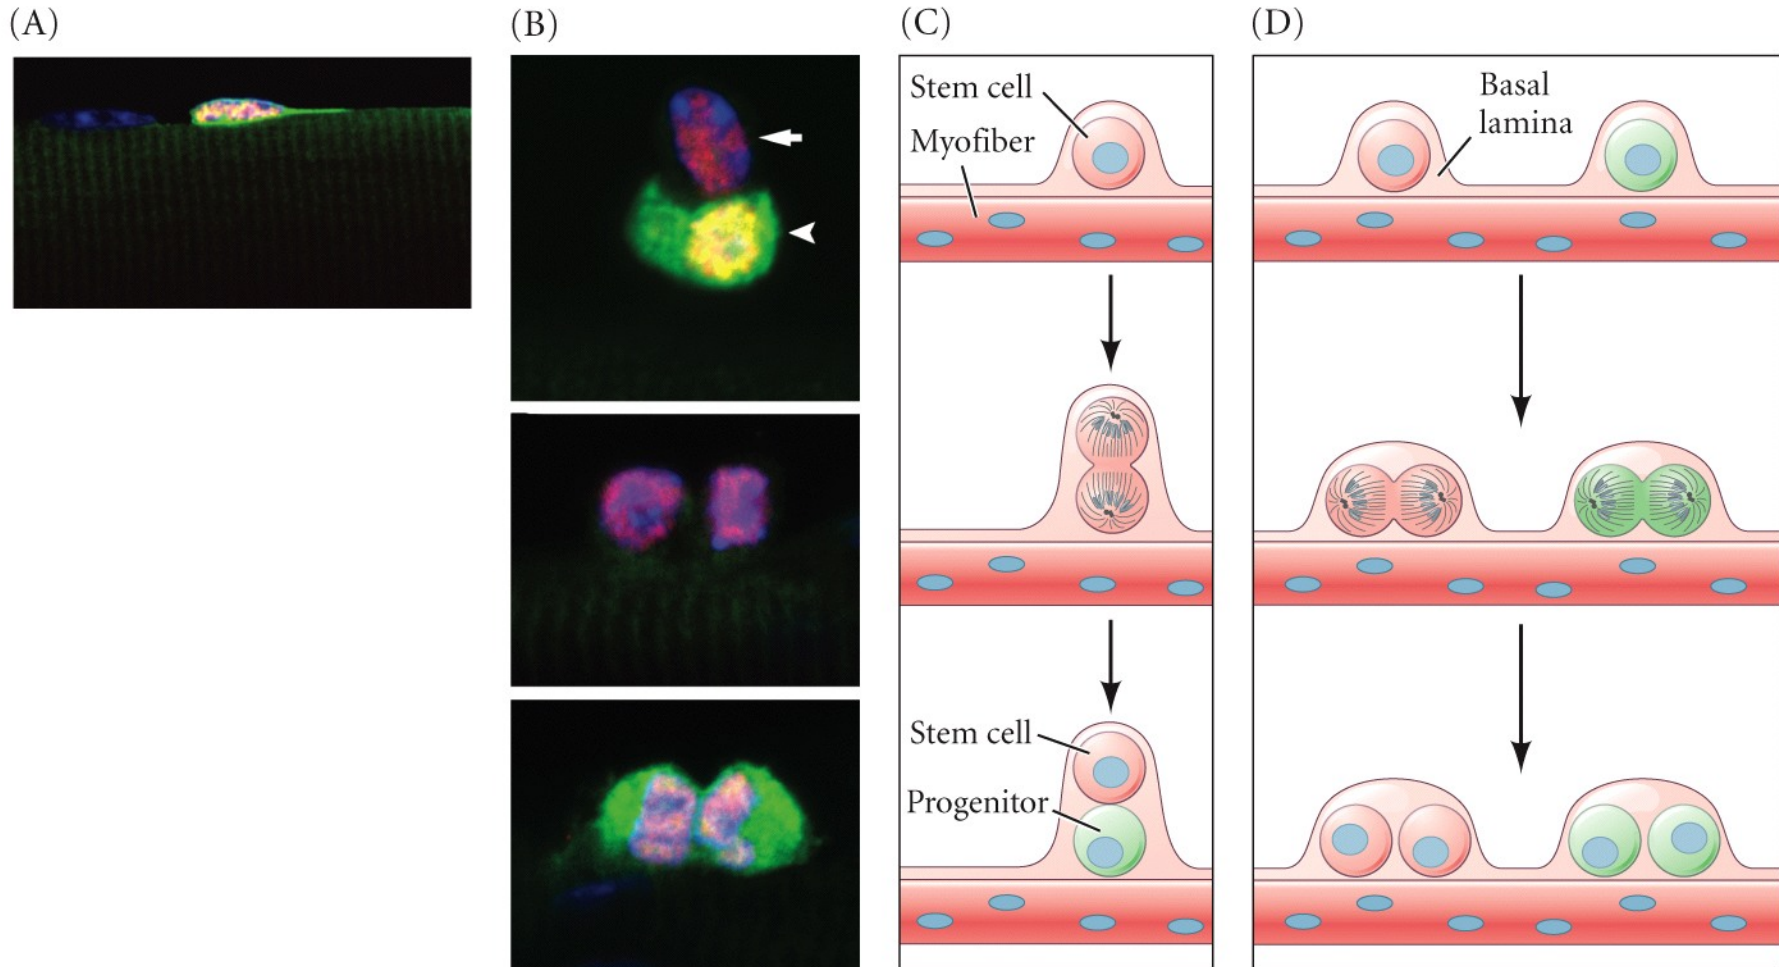 (A)
(B)
(C)
(D)
Stem cell
Myofiber
Basal
lamina
Stem cell
Progenitor